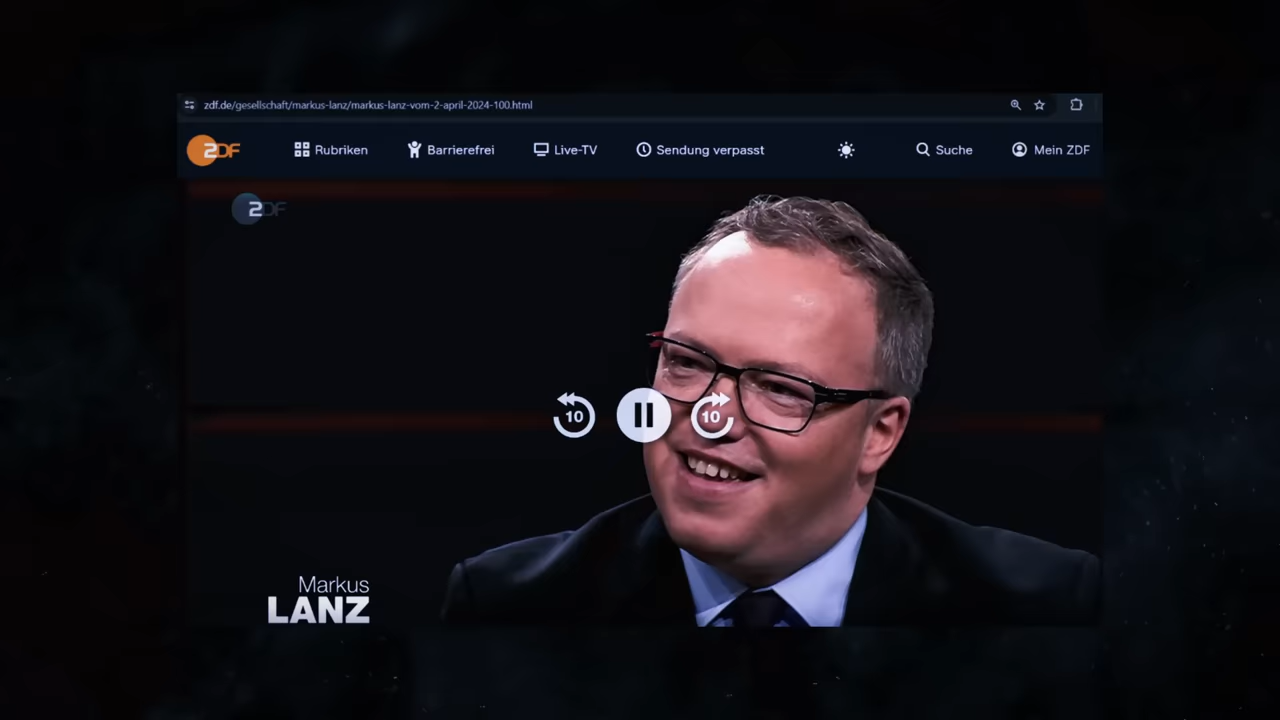 zdf.de/gesellschaft/markus-lanz/markus-lanz-vom-2-april-2024-100.html
ZDF Rubriken Barrierefrei Live-TV Sendung verpasst Suche Mein ZDF
ZDF
10 10
Markus
LANZ